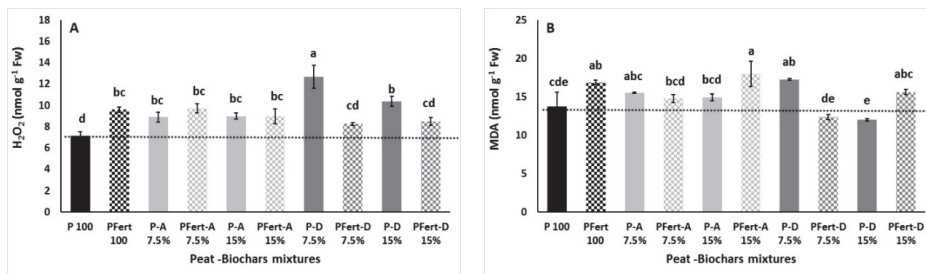 A
H₂O₂ (nmol g⁻¹ Fw)
18
16
14
12
10
8
6
4
2
0
d
bc
bc
bc
bc
bc
a
cd
b
cd
P 100 PFert 100 P-A 7.5% PFert-A 7.5% P-A 15% PFert-A 15% P-D 7.5% PFert-D 7.5% P-D 15% PFert-D 15%
Peat -Biochars mixtures
B
MDA (nmol g⁻¹ Fw)
25
20
15
10
5
0
cde
ab
abc
bcd
bcd
a
ab
de
e
abc
P 100 PFert 100 P-A 7.5% PFert-A 7.5% P-A 15% PFert-A 15% P-D 7.5% PFert-D 7.5% P-D 15% PFert-D 15%
Peat -Biochars mixtures